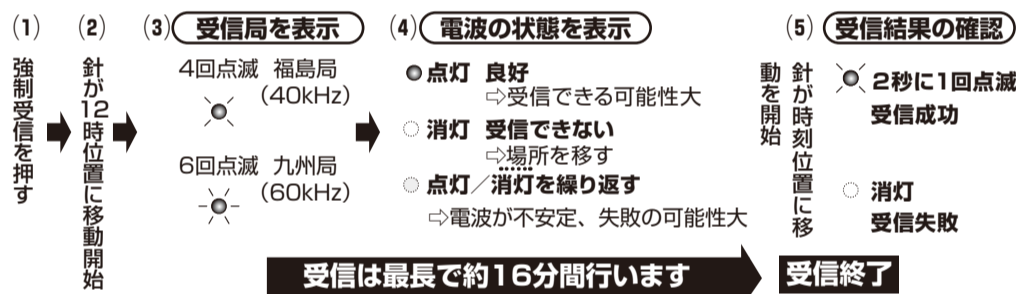 (1)
強制受信を押す
(2)
針が12時位置に移動開始
(3) 受信局を表示
4回点滅 福島局
(40kHz)
6回点滅 九州局
(60kHz)
(4) 電波の状態を表示
点灯 良好
⇨受信できる可能性大
消灯 受信できない
⇨場所を移す
点灯／消灯を繰り返す
⇨電波が不安定、失敗の可能性大
(5) 受信結果の確認
針が時刻位置に移
動を開始
2秒に1回点滅
受信成功
消灯
受信失敗
受信は最長で約16分間行います
受信終了